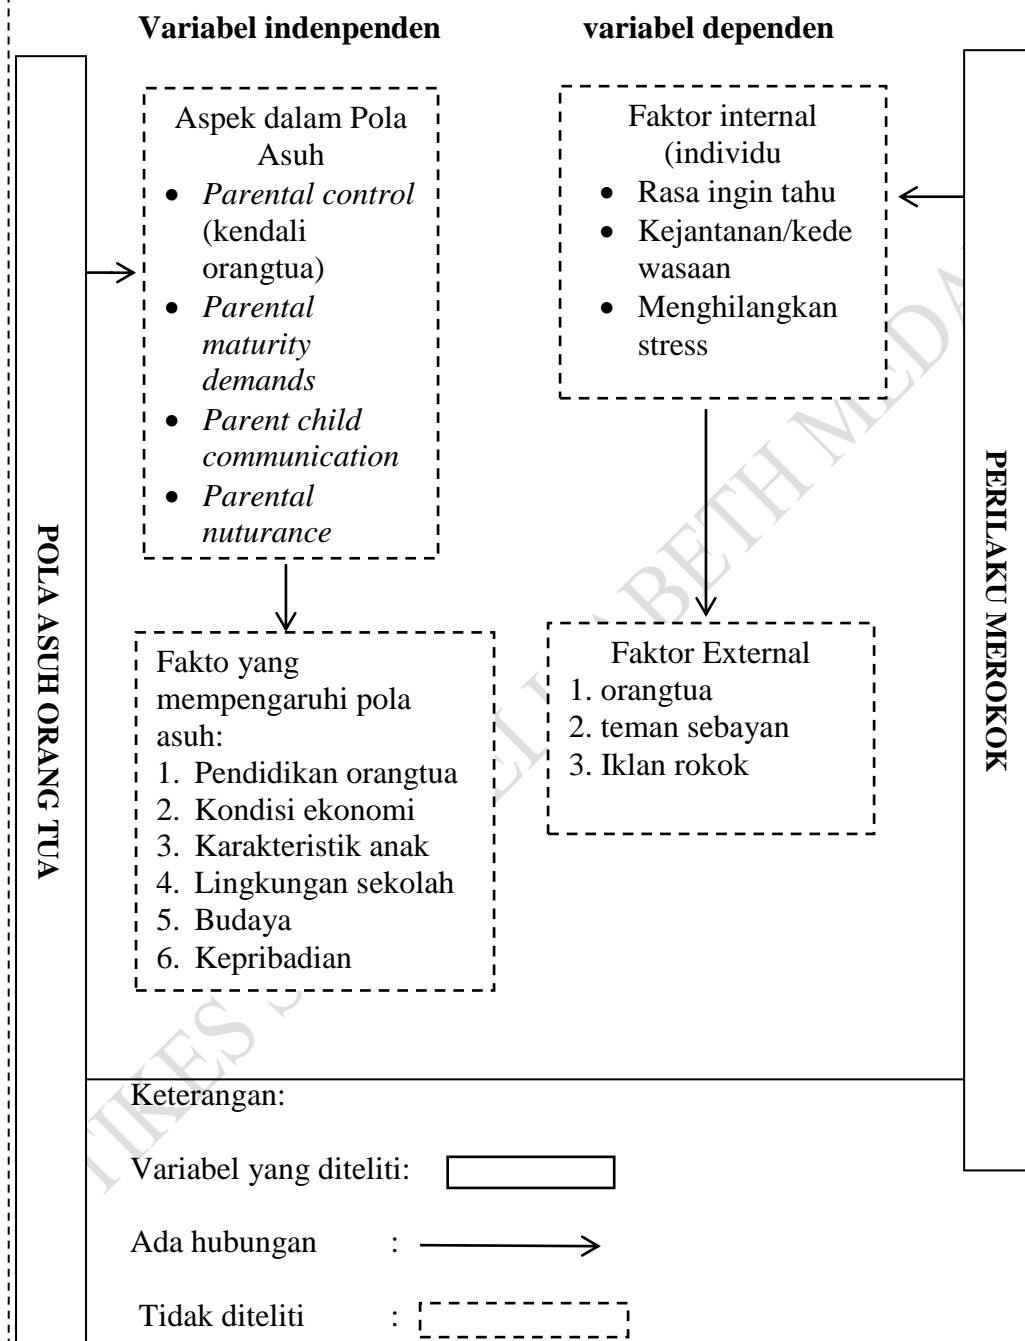 Variabel indenpenden
variabel dependen
POLA ASUH ORANG TUA
Aspek dalam Pola
Asuh
• Parental control
(kendali
orangtua)
• Parental
maturity
demands
• Parent child
communication
• Parental
nuturance
Fakto yang
mempengaruhi pola
asuh:
1. Pendidikan orangtua
2. Kondisi ekonomi
3. Karakteristik anak
4. Lingkungan sekolah
5. Budaya
6. Kepribadian
Faktor internal
(individu
• Rasa ingin tahu
• Kejantanan/kede
wasaan
• Menghilangkan
stress
Faktor External
1. orangtua
2. teman sebayan
3. Iklan rokok
PERILAKU MEROKOK
Keterangan:
Variabel yang diteliti:
Ada hubungan :
Tidak diteliti :